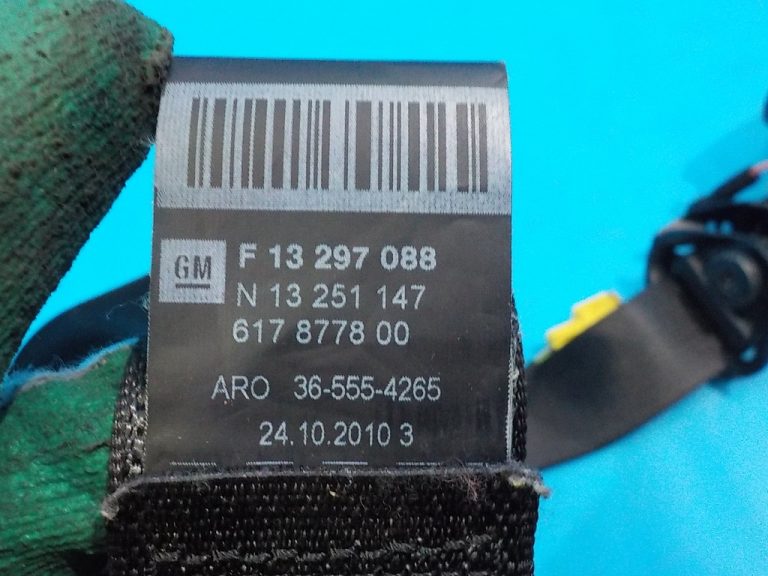 GM
F 13 297 088
N 13 251 147
617 8778 00
ARO 36-555-4265
24.10.2010 3